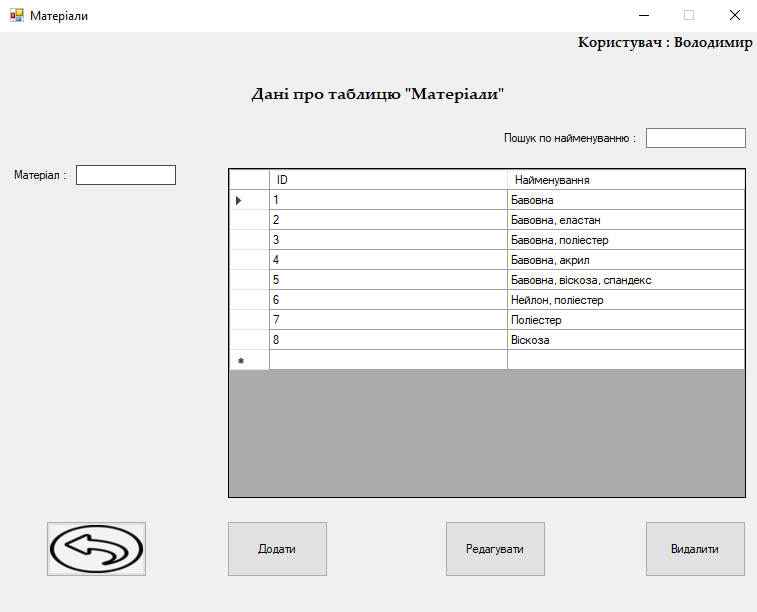 Матеріали
Користувач : Володимир
Дані про таблицю "Матеріали"
Пошук по найменуванню :
Матеріал :
ID Найменування
1 Бавовна
2 Бавовна, еластан
3 Бавовна, поліестер
4 Бавовна, акрил
5 Бавовна, віскоза, спандекс
6 Нейлон, поліестер
7 Поліестер
8 Віскоза
Додати Редагувати Видалити